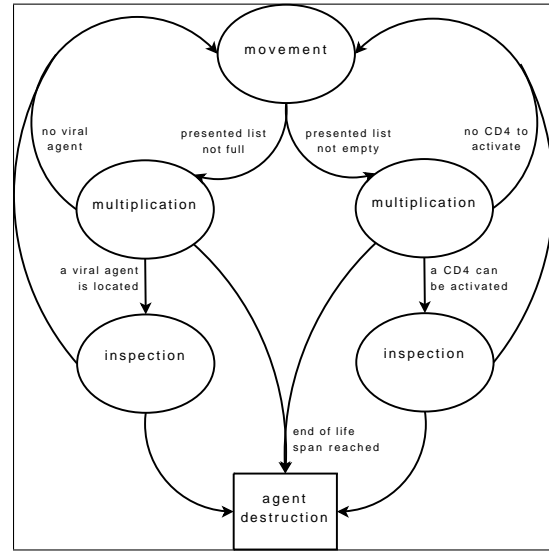 movement
no viral
agent
presented list
not full
presented list
not empty
no CD4 to
activate
multiplication
multiplication
a viral agent
is located
a CD4 can
be activated
inspection
inspection
end of life
span reached
agent
destruction